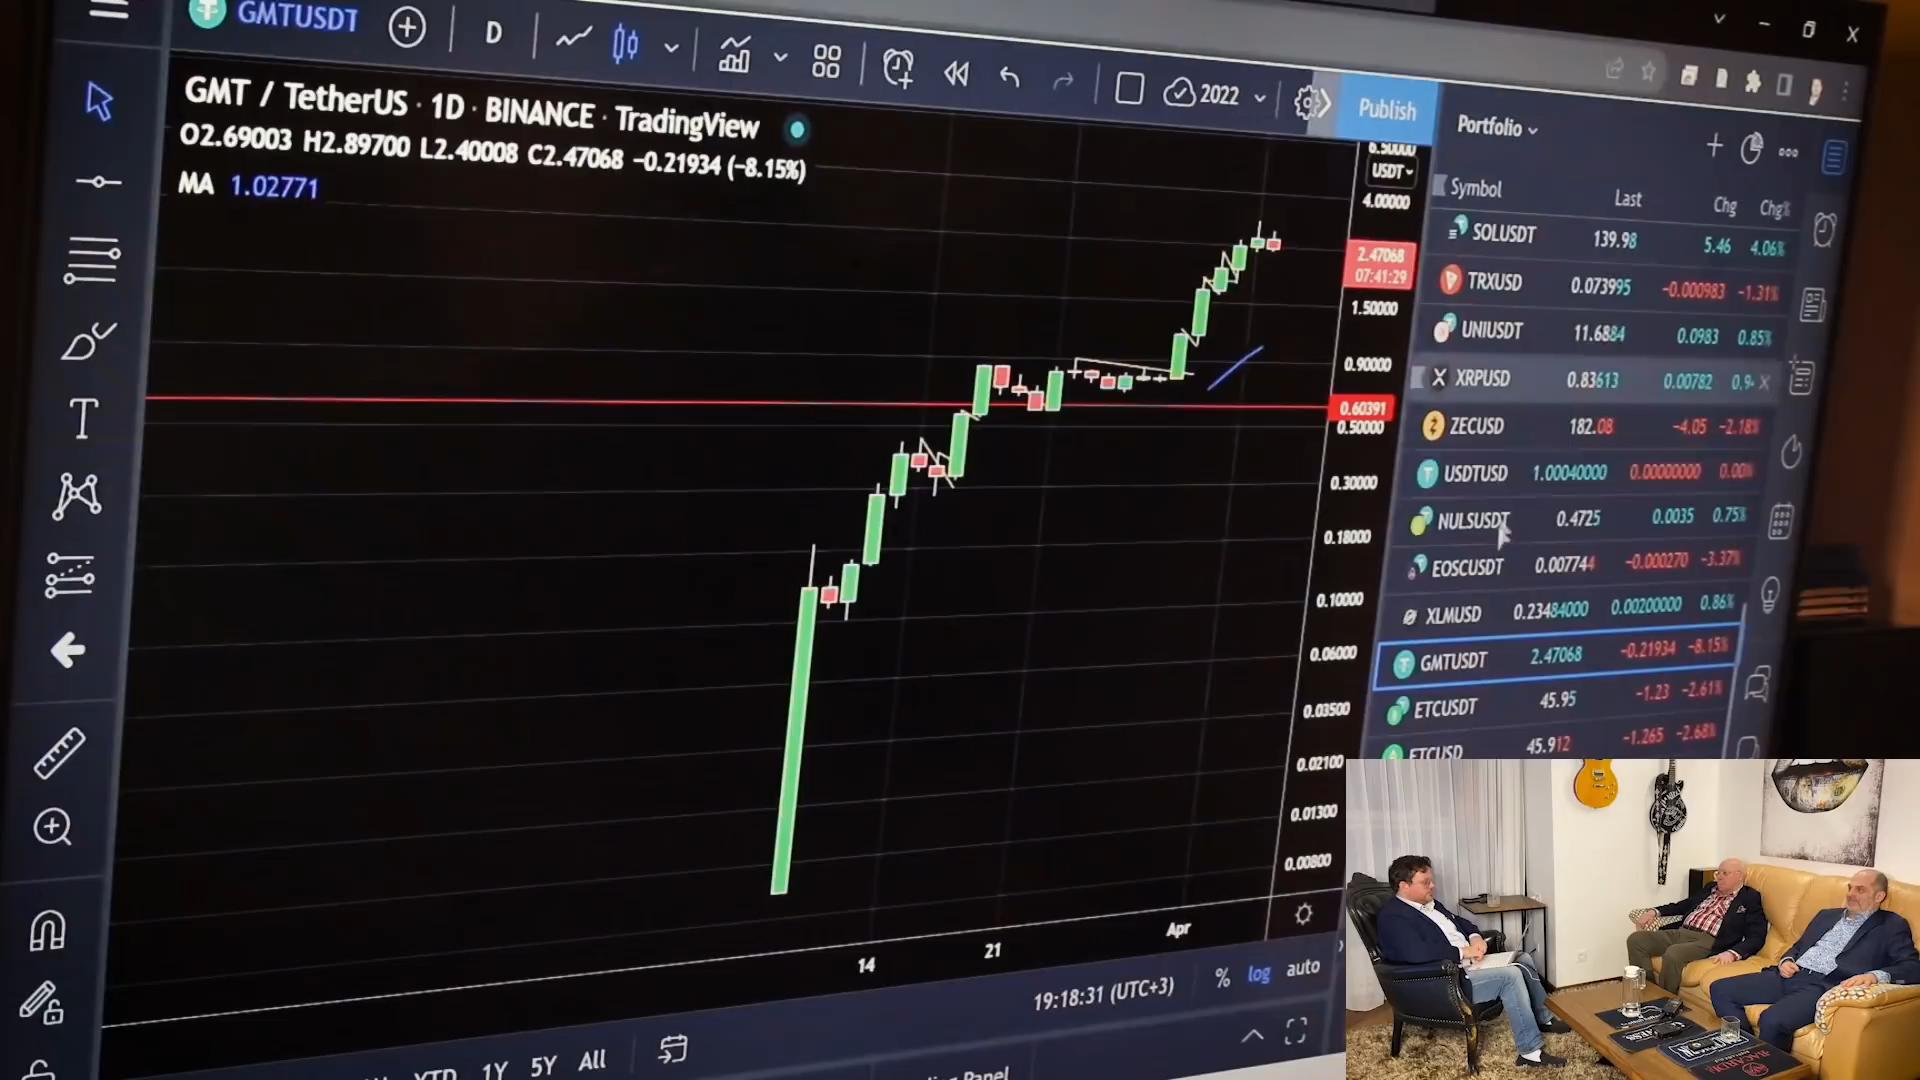 GMTUSDT
D
2022
Publish
GMT / TetherUS · 1D · BINANCE · TradingView
O2.69003 H2.89700 L2.40008 C2.47068 −0.21934 (−8.15%)
MA 1.02771
USDT
4.00000
2.47068
07:41:29
1.50000
0.90000
0.60391
0.50000
0.30000
0.18000
0.10000
0.06000
0.03500
0.02100
0.01300
0.00800
14
21
Apr
19:18:31 (UTC+3)
%
log
auto
YTD
1Y
5Y
All
Panel
Portfolio
Symbol Last Chg Chg%
SOLUSDT 139.98 5.46 4.06%
TRXUSD 0.073995 −0.000983 −1.31%
UNIUSDT 11.6884 0.0983 0.85%
XRPUSD 0.83613 0.00782
ZECUSD 182.08 −4.05 −2.18%
USDTUSD 1.00040000 0.00000000 0.00%
NULSUSDT 0.4725 0.0035 0.75%
EOSCUSDT 0.007744 −0.000270 −3.37%
XLMUSD 0.23484000 0.00200000 0.86%
GMTUSDT 2.47068 −0.21934 −8.15%
ETCUSDT 45.95 −1.23 −2.61%
ETCUSD 45.912 −1.265 −2.68%